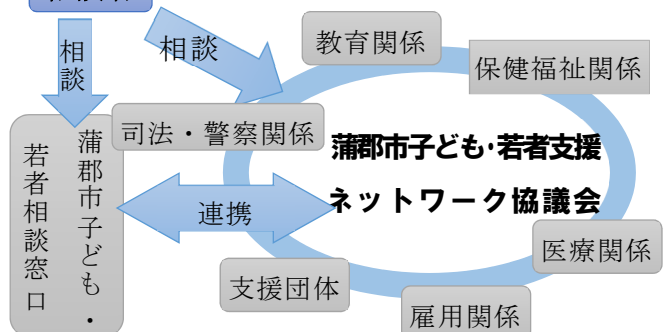 相談
相談
教育関係
保健福祉関係
司法・警察関係
蒲郡市子ども・若者支援
ネットワーク協議会
蒲郡市子ども・
若者相談窓口
連携
医療関係
支援団体
雇用関係